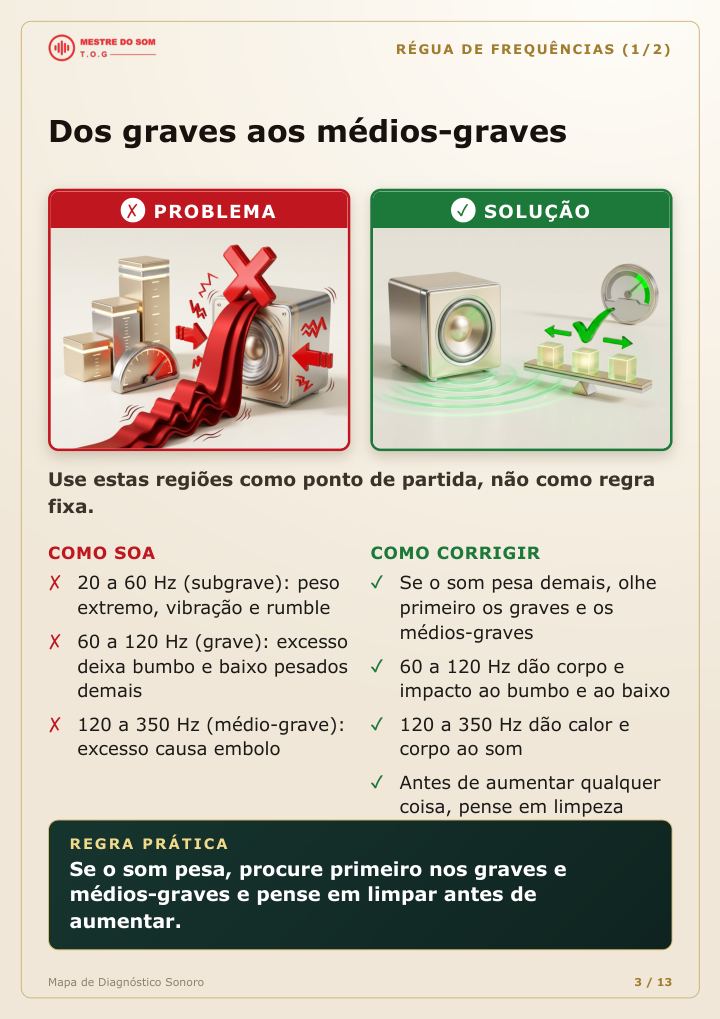 MESTRE DO SOM
T.O.G
RÉGUA DE FREQUÊNCIAS (1/2)
Dos graves aos médios-graves
✗ PROBLEMA
✓ SOLUÇÃO
Use estas regiões como ponto de partida, não como regra
fixa.
COMO SOA
✗ 20 a 60 Hz (subgrave): peso
extremo, vibração e rumble
✗ 60 a 120 Hz (grave): excesso
deixa bumbo e baixo pesados
demais
✗ 120 a 350 Hz (médio-grave):
excesso causa embolo
COMO CORRIGIR
✓ Se o som pesa demais, olhe
primeiro os graves e os
médios-graves
✓ 60 a 120 Hz dão corpo e
impacto ao bumbo e ao baixo
✓ 120 a 350 Hz dão calor e
corpo ao som
✓ Antes de aumentar qualquer
coisa, pense em limpeza
REGRA PRÁTICA
Se o som pesa, procure primeiro nos graves e
médios-graves e pense em limpar antes de
aumentar.
Mapa de Diagnóstico Sonoro
3 / 13